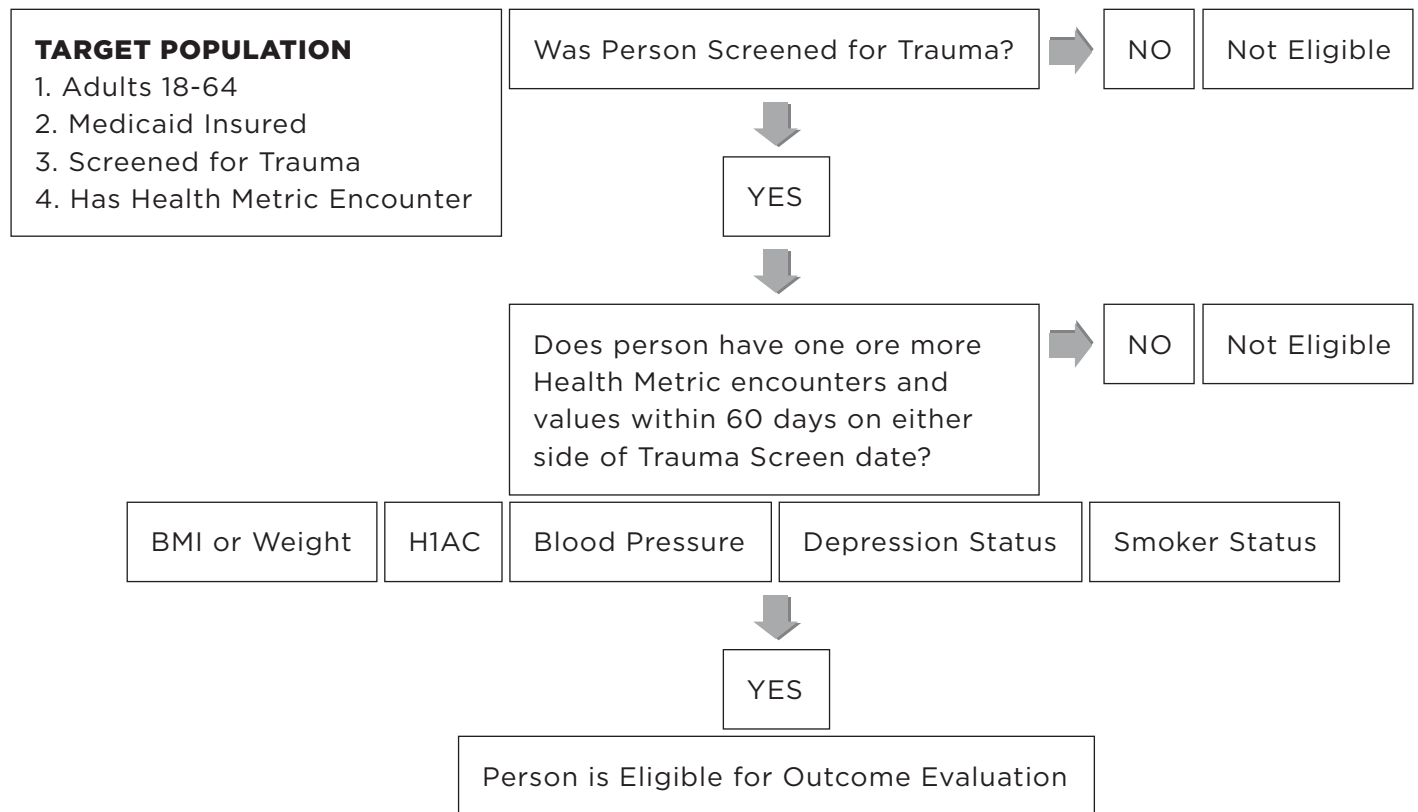 TARGET POPULATION
1. Adults 18-64
2. Medicaid Insured
3. Screened for Trauma
4. Has Health Metric Encounter
Was Person Screened for Trauma?
NO
Not Eligible
YES
Does person have one ore more
Health Metric encounters and
values within 60 days on either
side of Trauma Screen date?
NO
Not Eligible
BMI or Weight
H1AC
Blood Pressure
Depression Status
Smoker Status
YES
Person is Eligible for Outcome Evaluation